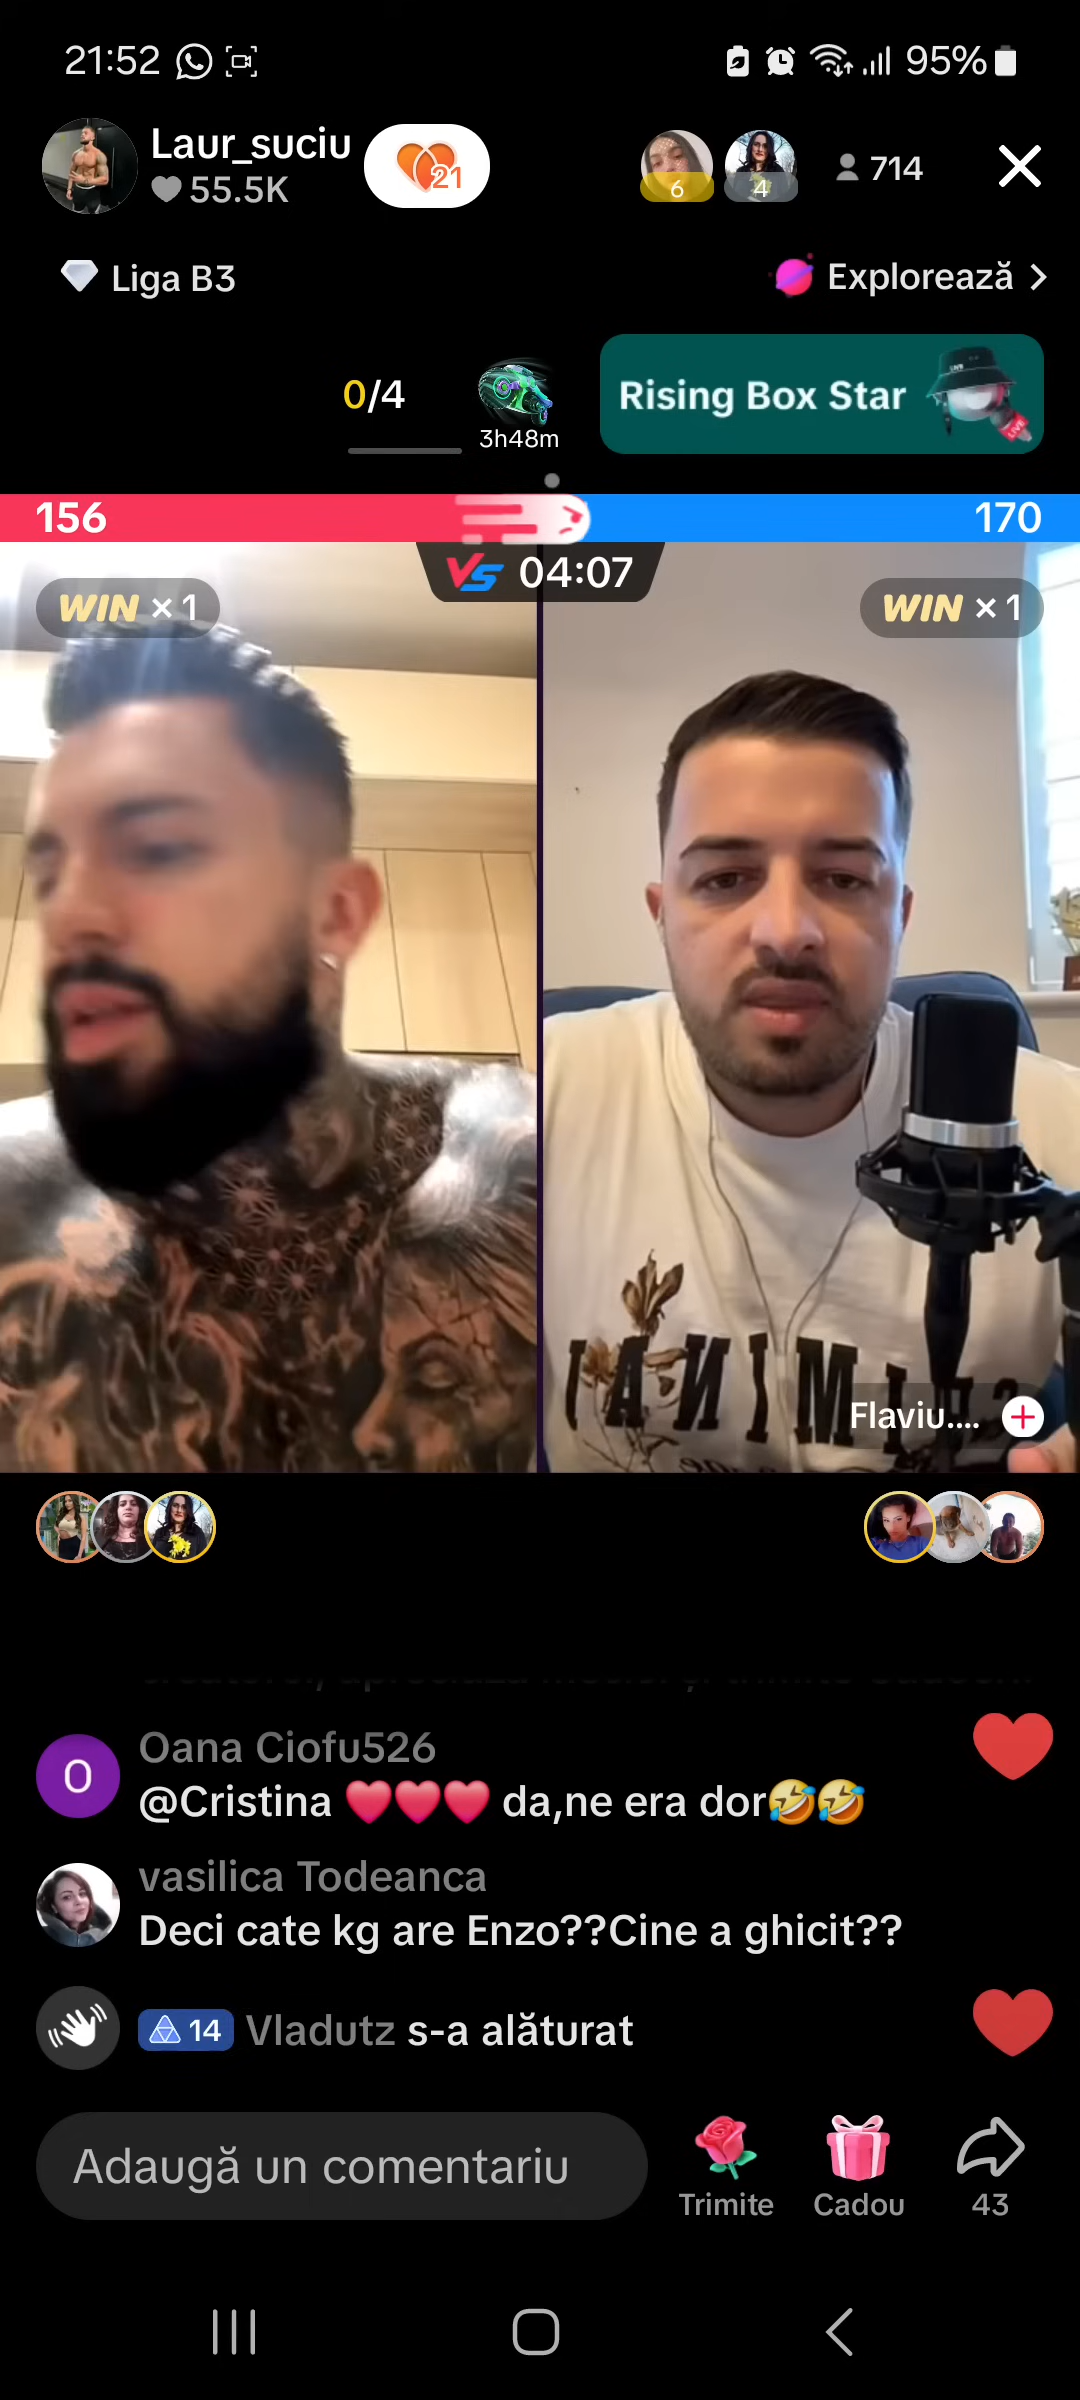 21:52
95%
Laur_suciu
55.5K
21
6
4
714
Liga B3
Explorează
0/4
3h48m
Rising Box Star
LIVE
156
170
VS 04:07
WIN × 1
WIN × 1
Flaviu....
Oana Ciofu526
@Cristina ❤️❤️❤️ da,ne era dor🤣🤣
vasilica Todeanca
Deci cate kg are Enzo??Cine a ghicit??
14 Vladutz s-a alăturat
Adaugă un comentariu
Trimite
Cadou
43